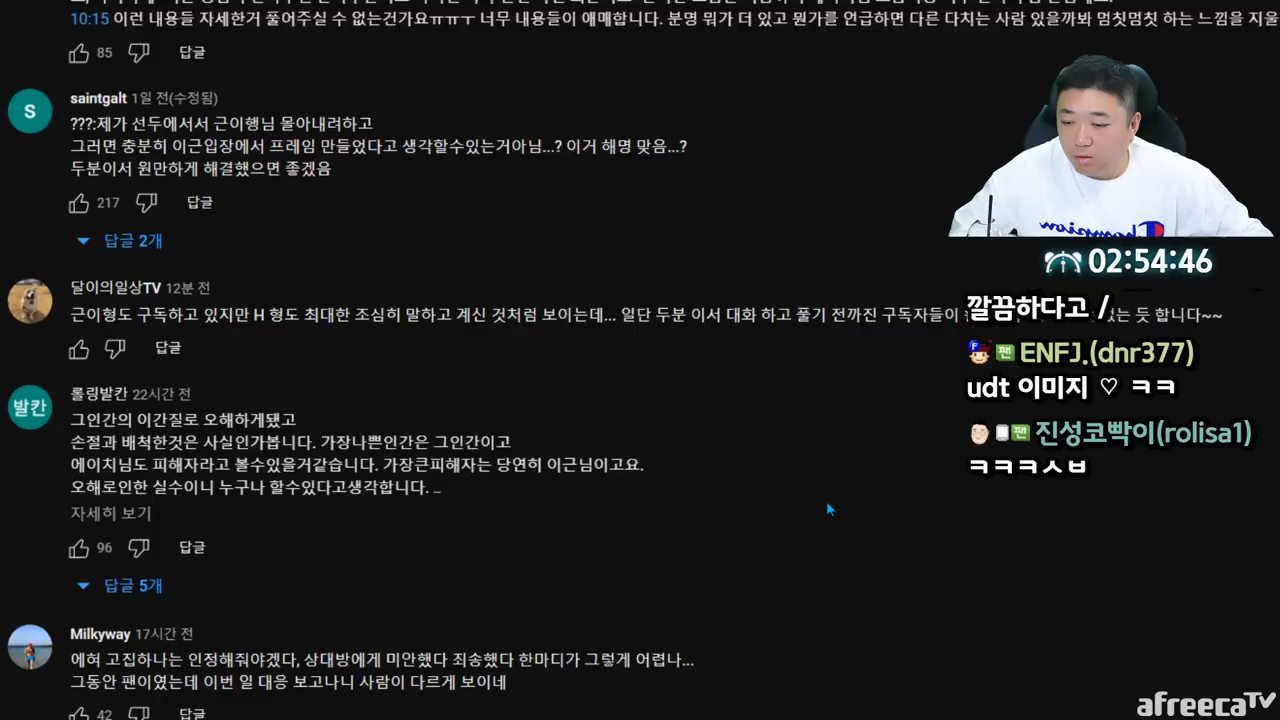 10:15 이런 내용들 자세한거 풀어주실 수 없는건가요ㅠㅠㅜ 너무 내용들이 애매합니다. 분명 뭐가 더 있고 뭔가를 언급하면 다른 다치는 사람 있을까봐 멈칫멈칫 하는 느낌을 지울
85 답글
S
saintgalt 1일 전(수정됨)
???:제가 선두에서서 근이행님 몰아내려하고
그러면 충분히 이근입장에서 프레임 만들었다고 생각할수있는거아님...? 이거 해명 맞음...?
두분이서 원만하게 해결했으면 좋겠음
217 답글
답글 2개
달이의일상TV 12분 전
근이형도 구독하고 있지만 H 형도 최대한 조심히 말하고 계신 것처럼 보이는데... 일단 두분 이서 대화 하고 풀기 전까진 구독자들이
는 듯 합니다~~
답글
발칸
롤링발칸 22시간 전
그인간의 이간질로 오해하게됐고
손절과 배척한것은 사실인가봅니다. 가장나쁜인간은 그인간이고
에이치님도 피해자라고 볼수있을거같습니다. 가장큰피해자는 당연히 이근님이고요.
오해로인한 실수이니 누구나 할수있다고생각합니다. ...
자세히 보기
96 답글
답글 5개
Milkyway 17시간 전
에혀 고집하나는 인정해줘야겠다, 상대방에게 미안했다 죄송했다 한마디가 그렇게 어렵나...
그동안 팬이였는데 이번 일 대응 보고나니 사람이 다르게 보이네
42 답글
Champion
02:54:46
깔끔하다고 /
F 팬 ENFJ.(dnr377)
udt 이미지 ♡ ㅋㅋ
팬 진성코빡이(rolisa1)
ㅋㅋㅋㅅㅂ
afreecaTV